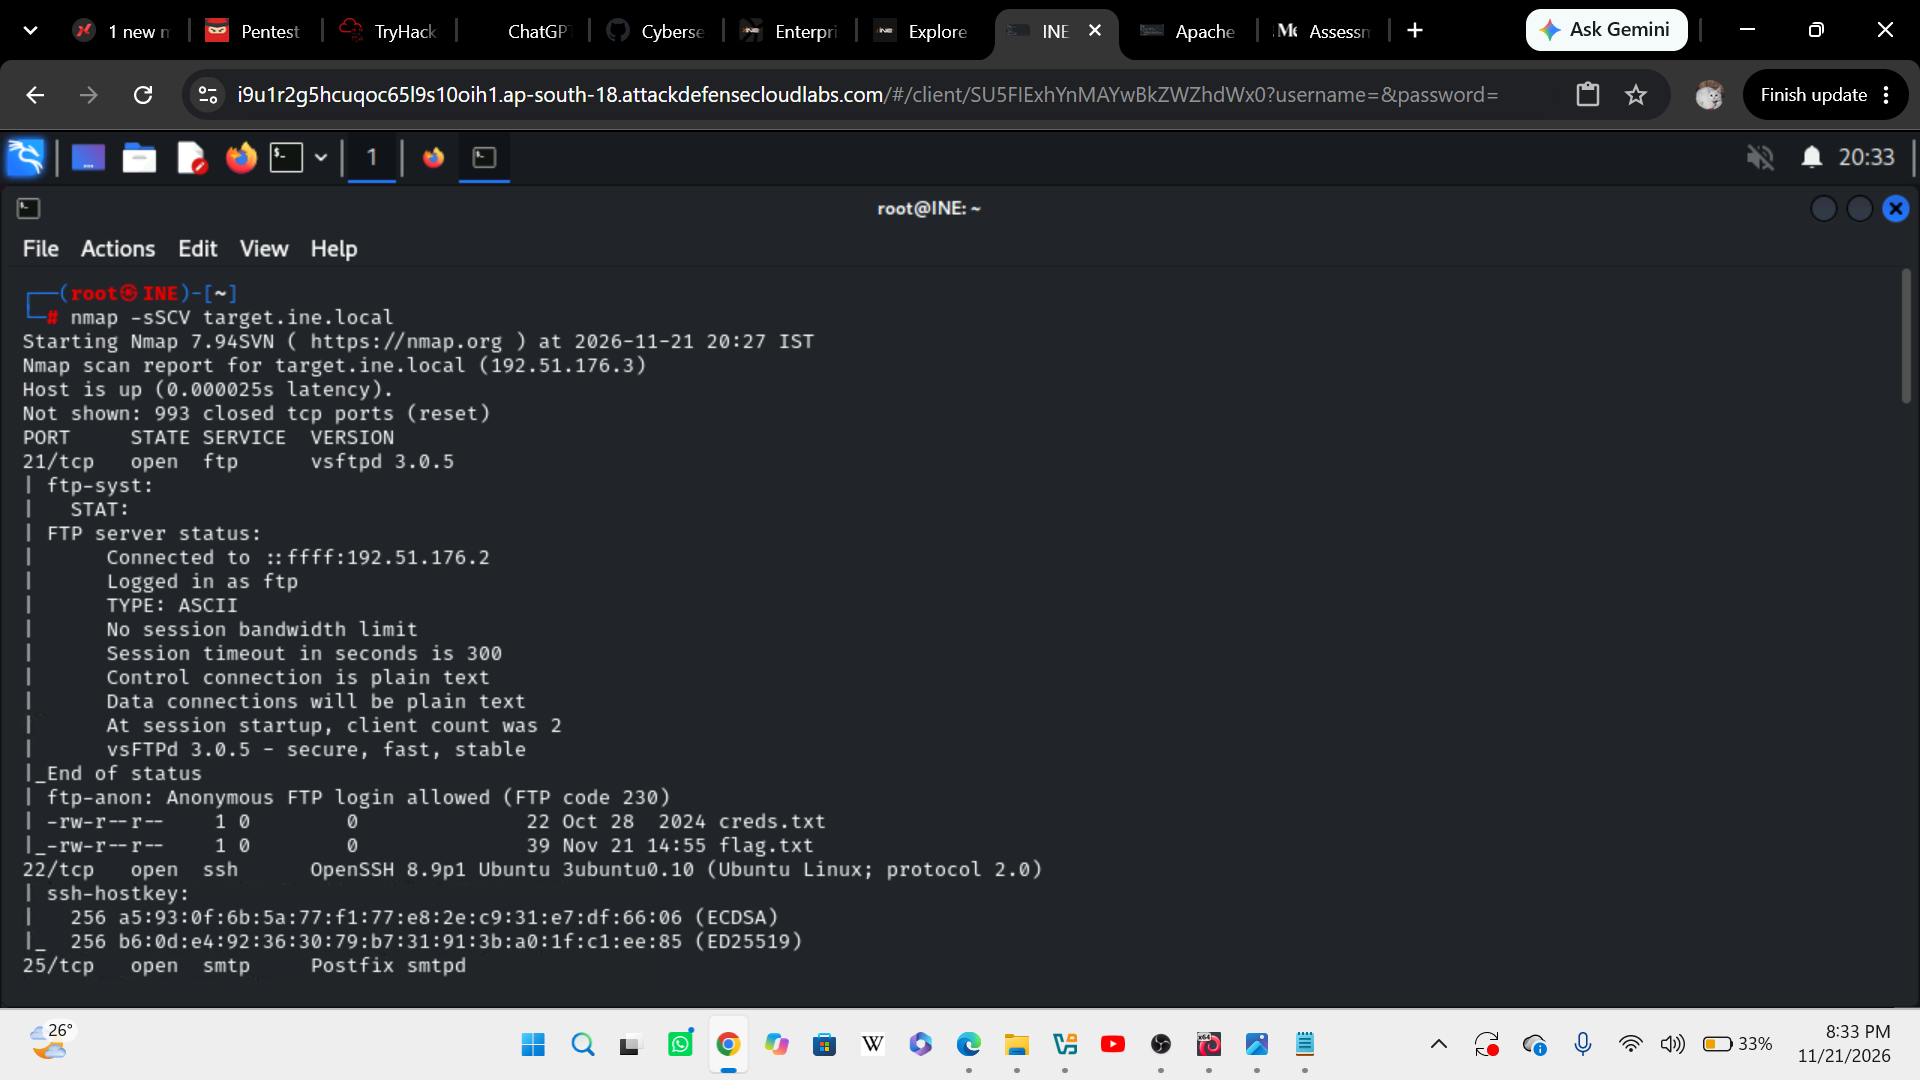 1 new m
Pentest
TryHack
ChatGP
Cyberse
Enterpri
Explore
INE
Apache
Me Assessm
Ask Gemini
i9u1r2g5hcuqoc65l9s10oih1.ap-south-18.attackdefensecloudlabs.com/#/client/SU5FIExhYnMAYwBkZWZhdWx0?username=&password=
Finish update
1
20:33
root@INE: ~
File Actions Edit View Help
┌──(root㉿INE)-[~]
└─# nmap -sSCV target.ine.local
Starting Nmap 7.94SVN ( https://nmap.org ) at 2026-11-21 20:27 IST
Nmap scan report for target.ine.local (192.51.176.3)
Host is up (0.000025s latency).
Not shown: 993 closed tcp ports (reset)
PORT     STATE SERVICE  VERSION
21/tcp   open  ftp      vsftpd 3.0.5
| ftp-syst:
|   STAT:
| FTP server status:
|      Connected to ::ffff:192.51.176.2
|      Logged in as ftp
|      TYPE: ASCII
|      No session bandwidth limit
|      Session timeout in seconds is 300
|      Control connection is plain text
|      Data connections will be plain text
|      At session startup, client count was 2
|      vsFTPd 3.0.5 - secure, fast, stable
|_End of status
| ftp-anon: Anonymous FTP login allowed (FTP code 230)
| -rw-r--r--    1 0        0              22 Oct 28  2024 creds.txt
|_-rw-r--r--    1 0        0              39 Nov 21 14:55 flag.txt
22/tcp   open  ssh      OpenSSH 8.9p1 Ubuntu 3ubuntu0.10 (Ubuntu Linux; protocol 2.0)
| ssh-hostkey:
|   256 a5:93:0f:6b:5a:77:f1:77:e8:2e:c9:31:e7:df:66:06 (ECDSA)
|_  256 b6:0d:e4:92:36:30:79:b7:31:91:3b:a0:1f:c1:ee:85 (ED25519)
25/tcp   open  smtp     Postfix smtpd
26°
33%
8:33 PM
11/21/2026